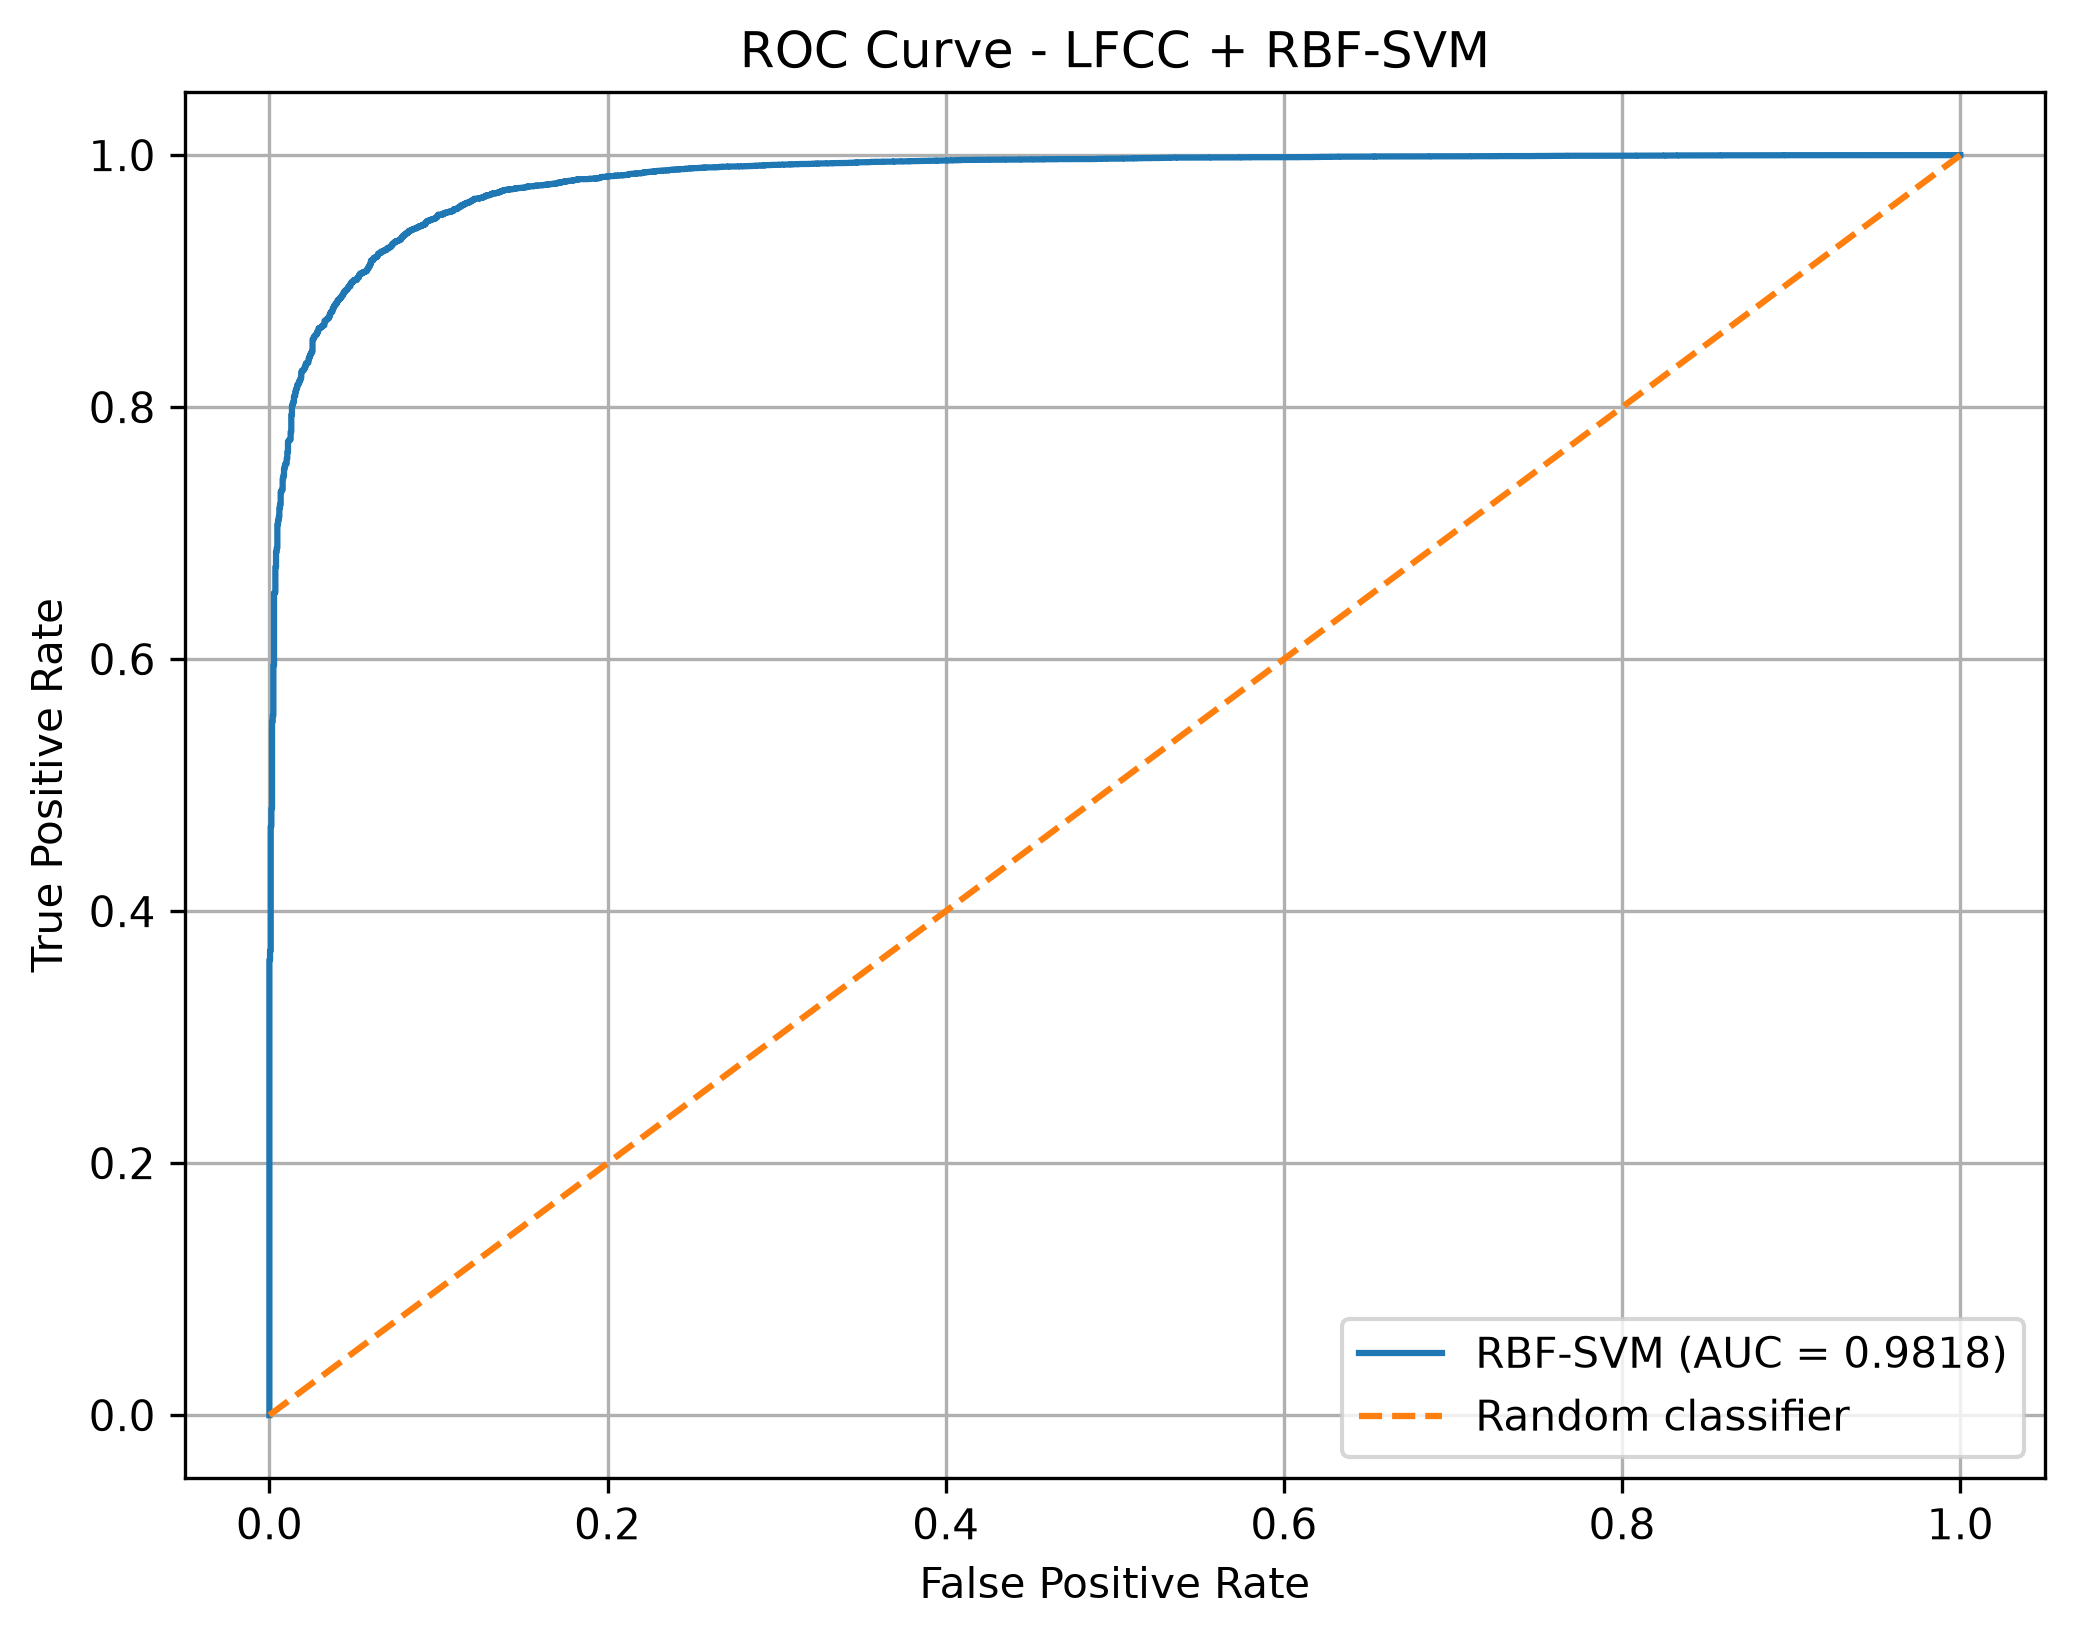 ROC Curve - LFCC + RBF-SVM
True Positive Rate
1.0
0.8
0.6
0.4
0.2
0.0
0.0 0.2 0.4 0.6 0.8 1.0
False Positive Rate
RBF-SVM (AUC = 0.9818)
Random classifier